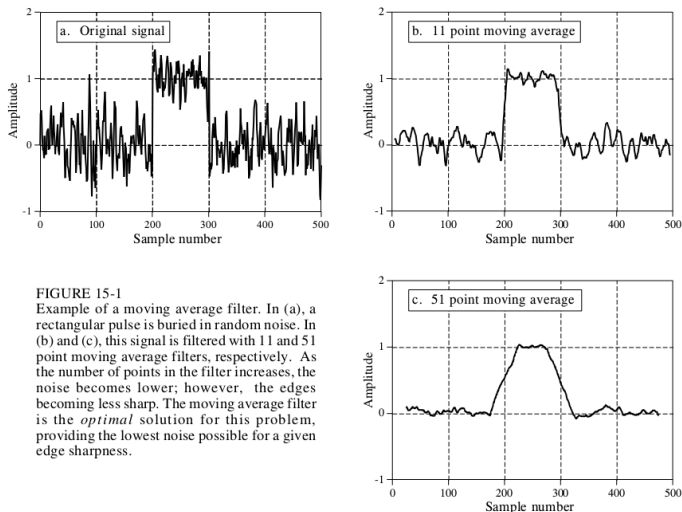 2
a. Original signal
1
0
-1
0 100 200 300 400 500
Sample number
Amplitude
2
b. 11 point moving average
1
0
-1
0 100 200 300 400 500
Sample number
Amplitude
FIGURE 15-1
Example of a moving average filter. In (a), a
rectangular pulse is buried in random noise. In
(b) and (c), this signal is filtered with 11 and 51
point moving average filters, respectively. As
the number of points in the filter increases, the
noise becomes lower; however, the edges
becoming less sharp. The moving average filter
is the optimal solution for this problem,
providing the lowest noise possible for a given
edge sharpness.
2
c. 51 point moving average
1
0
-1
0 100 200 300 400 500
Sample number
Amplitude